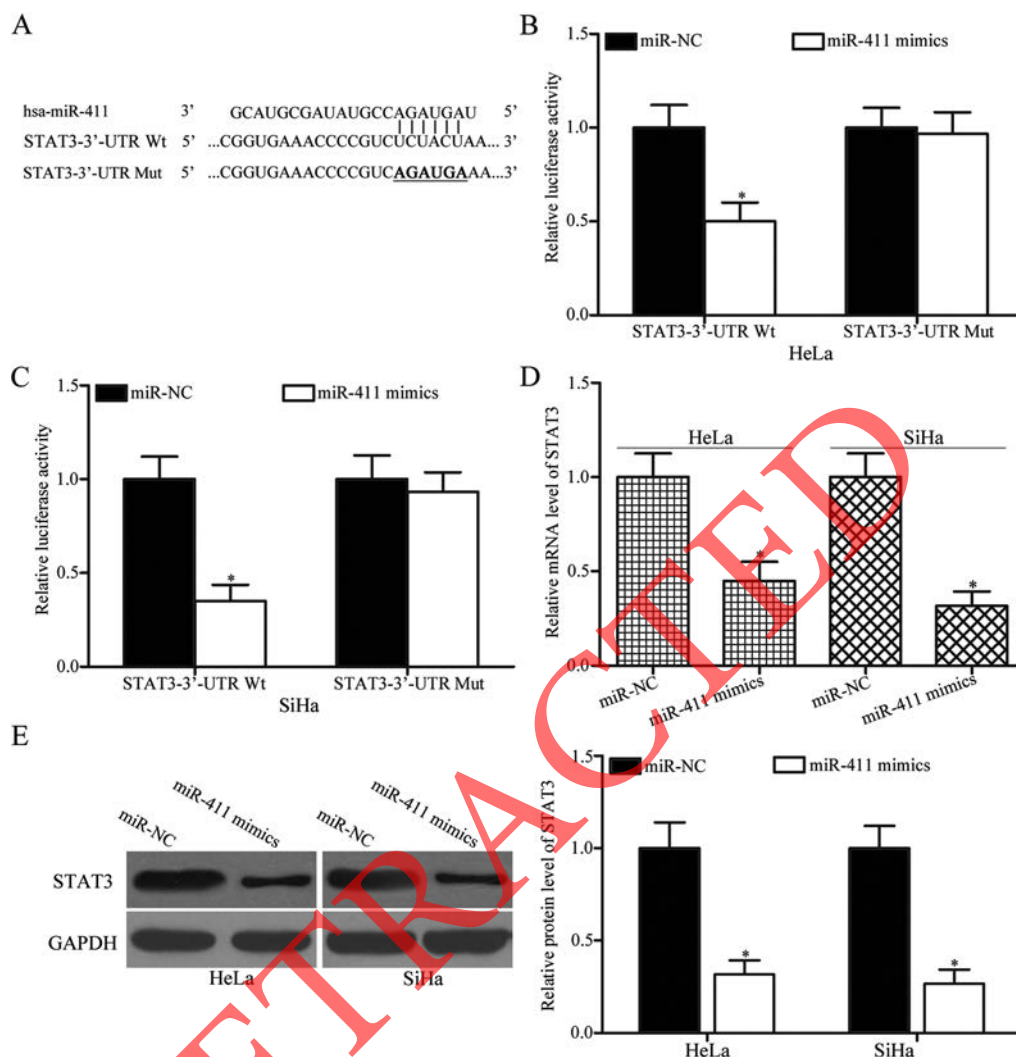 A
hsa-miR-411 3’ GCAUGCGAUAUGCCAGAUGAU 5’
STAT3-3’-UTR Wt 5’ ...CGGUGAAACCCCGUCUCUACUAA... 3’
STAT3-3’-UTR Mut 5’ ...CGGUGAAACCCCGUCAGAUGAAA... 3’
B
miR-NC miR-411 mimics
Relative luciferase activity
1.5
1.0
0.5
0.0
*
STAT3-3’-UTR Wt STAT3-3’-UTR Mut
HeLa
C
miR-NC miR-411 mimics
Relative luciferase activity
1.5
1.0
0.5
0.0
*
STAT3-3’-UTR Wt STAT3-3’-UTR Mut
SiHa
D
Relative mRNA level of STAT3
1.5
1.0
0.5
0.0
HeLa SiHa
* *
miR-NC miR-411 mimics miR-NC miR-411 mimics
E
miR-NC miR-411 mimics miR-NC miR-411 mimics
STAT3
GAPDH
HeLa SiHa
miR-NC miR-411 mimics
Relative protein level of STAT3
1.5
1.0
0.5
0.0
* *
HeLa SiHa
ETRACTED